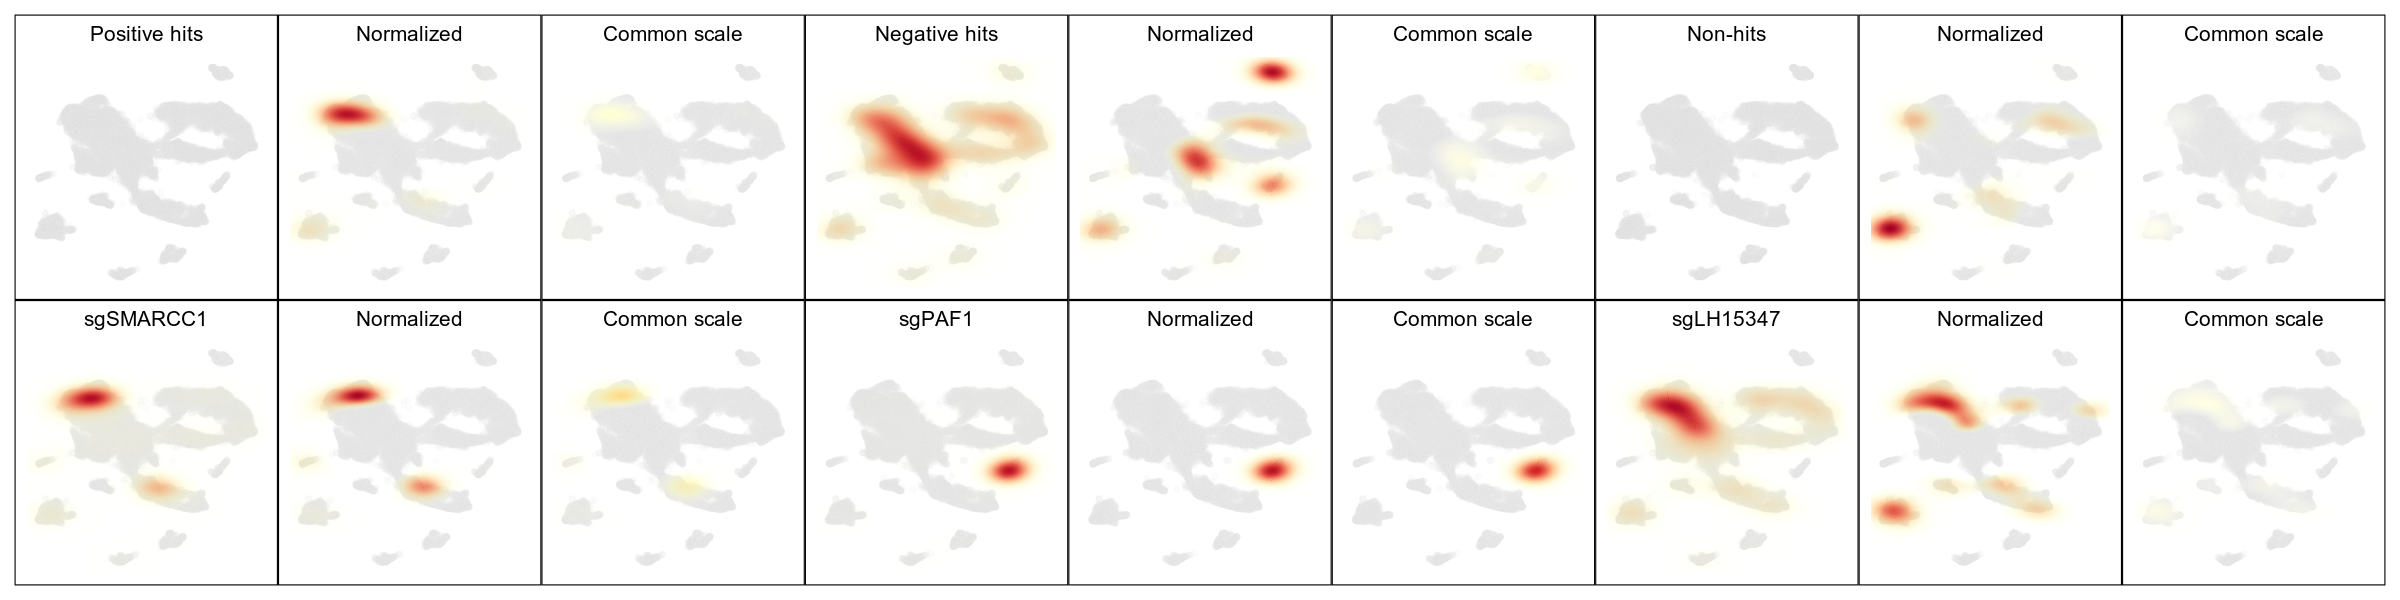 Positive hits
Normalized
Common scale
Negative hits
Normalized
Common scale
Non-hits
Normalized
Common scale
sgSMARCC1
Normalized
Common scale
sgPAF1
Normalized
Common scale
sgLH15347
Normalized
Common scale